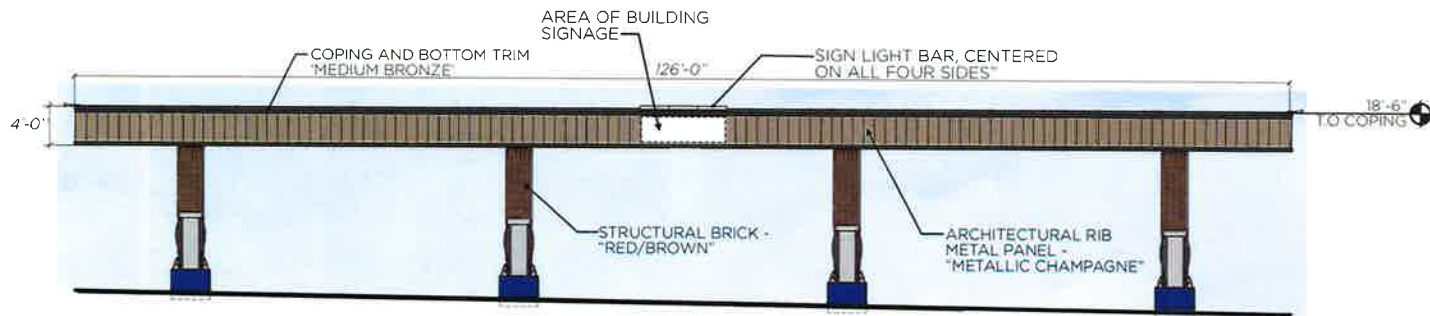 AREA OF BUILDING
SIGNAGE
COPING AND BOTTOM TRIM
"MEDIUM BRONZE"
126'-0"
SIGN LIGHT BAR, CENTERED
ON ALL FOUR SIDES"
18'-6"
T.O COPING
4'-0"
STRUCTURAL BRICK -
"RED/BROWN"
ARCHITECTURAL RIB
METAL PANEL -
"METALLIC CHAMPAGNE"